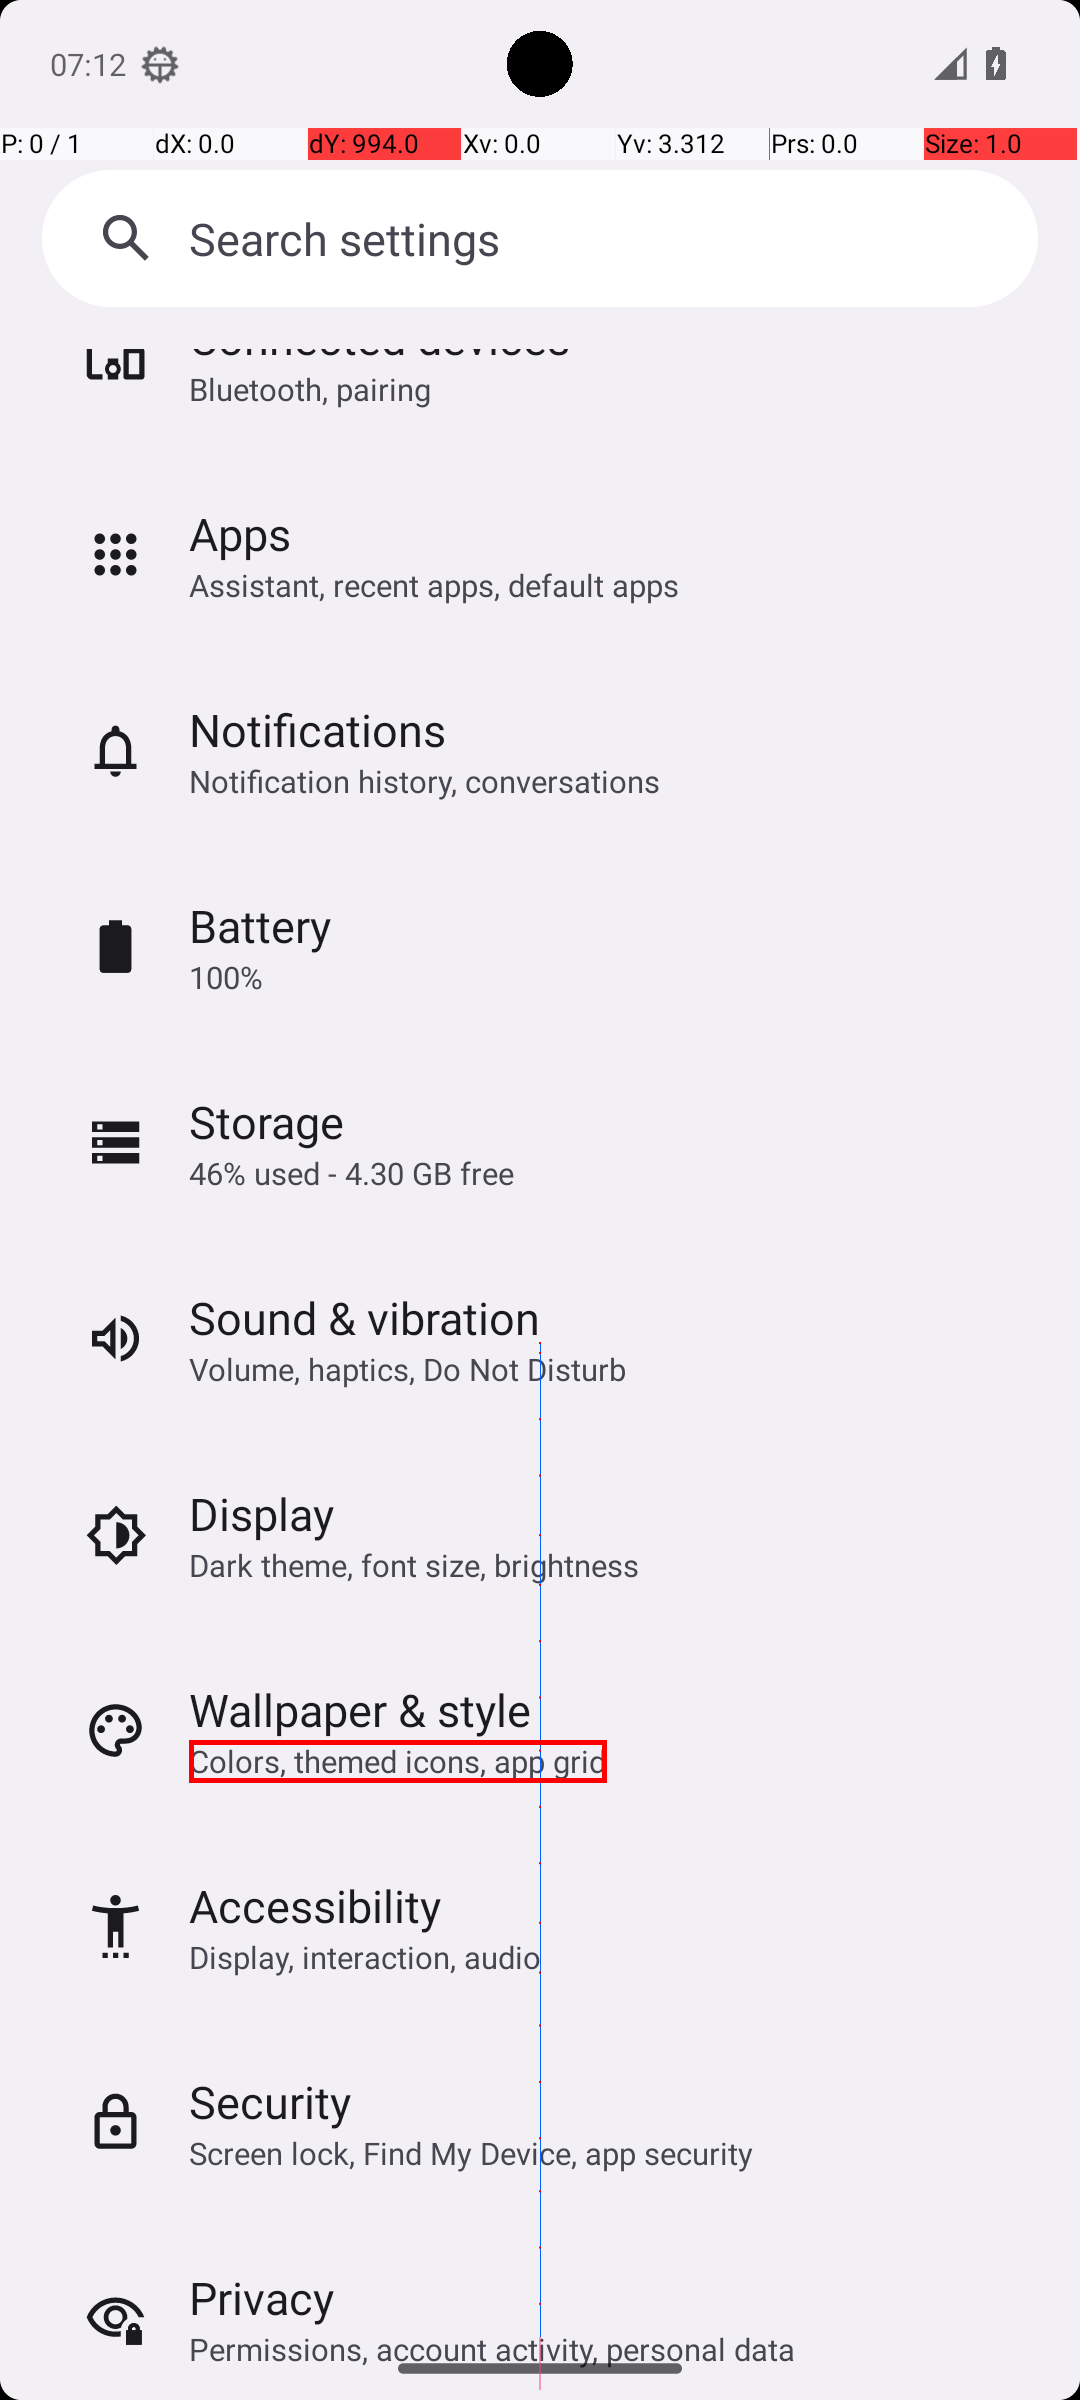 07:12
P: 0 / 1 dX: 0.0 dY: 994.0 Xv: 0.0 Yv: 3.312 Prs: 0.0 Size: 1.0
Search settings
Connected devices
Bluetooth, pairing
Apps
Assistant, recent apps, default apps
Notifications
Notification history, conversations
Battery
100%
Storage
46% used - 4.30 GB free
Sound & vibration
Volume, haptics, Do Not Disturb
Display
Dark theme, font size, brightness
Wallpaper & style
Colors, themed icons, app grid
Accessibility
Display, interaction, audio
Security
Screen lock, Find My Device, app security
Privacy
Permissions, account activity, personal data